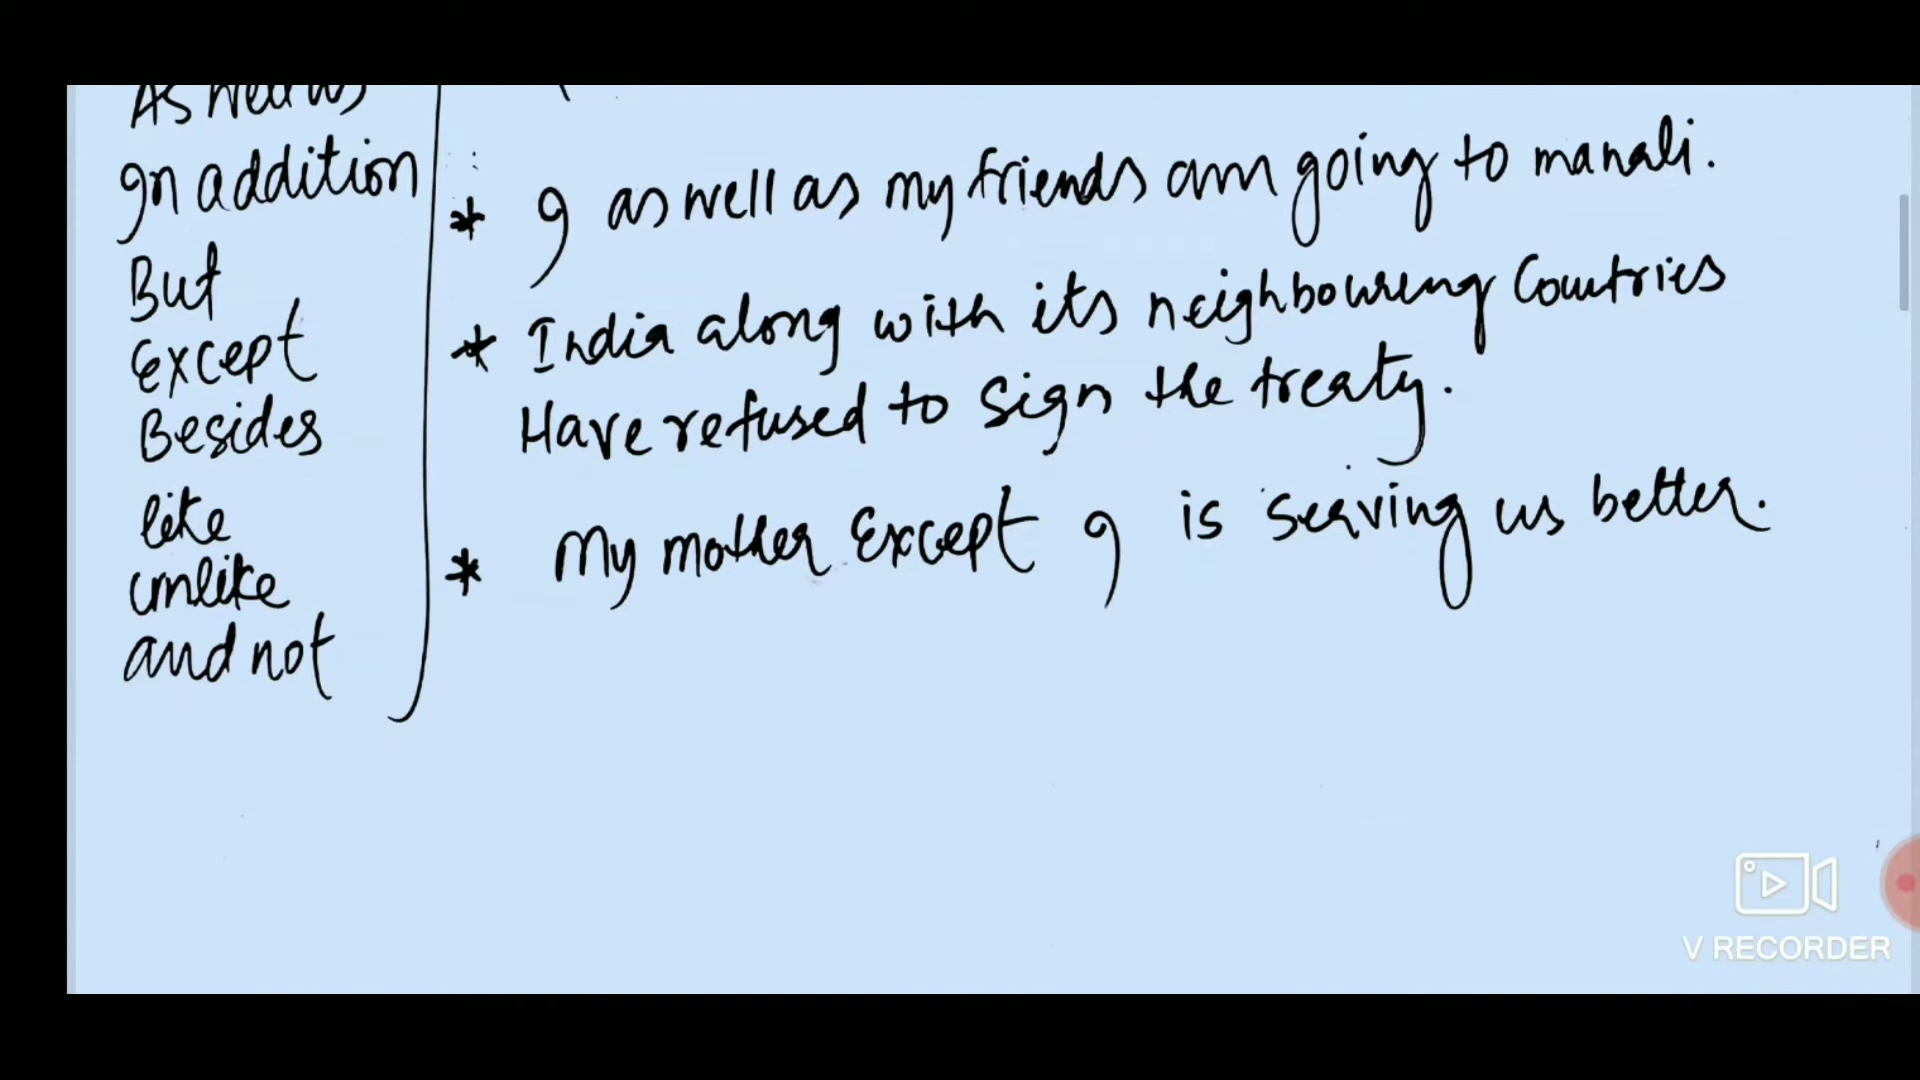 As well as
In addition
But
Except
Besides
like
unlike
and not
* I as well as my friends am going to manali.
* India along with its neighbouring Countries
Have refused to sign the treaty.
* My mother Except I is serving us better.
V RECORDER